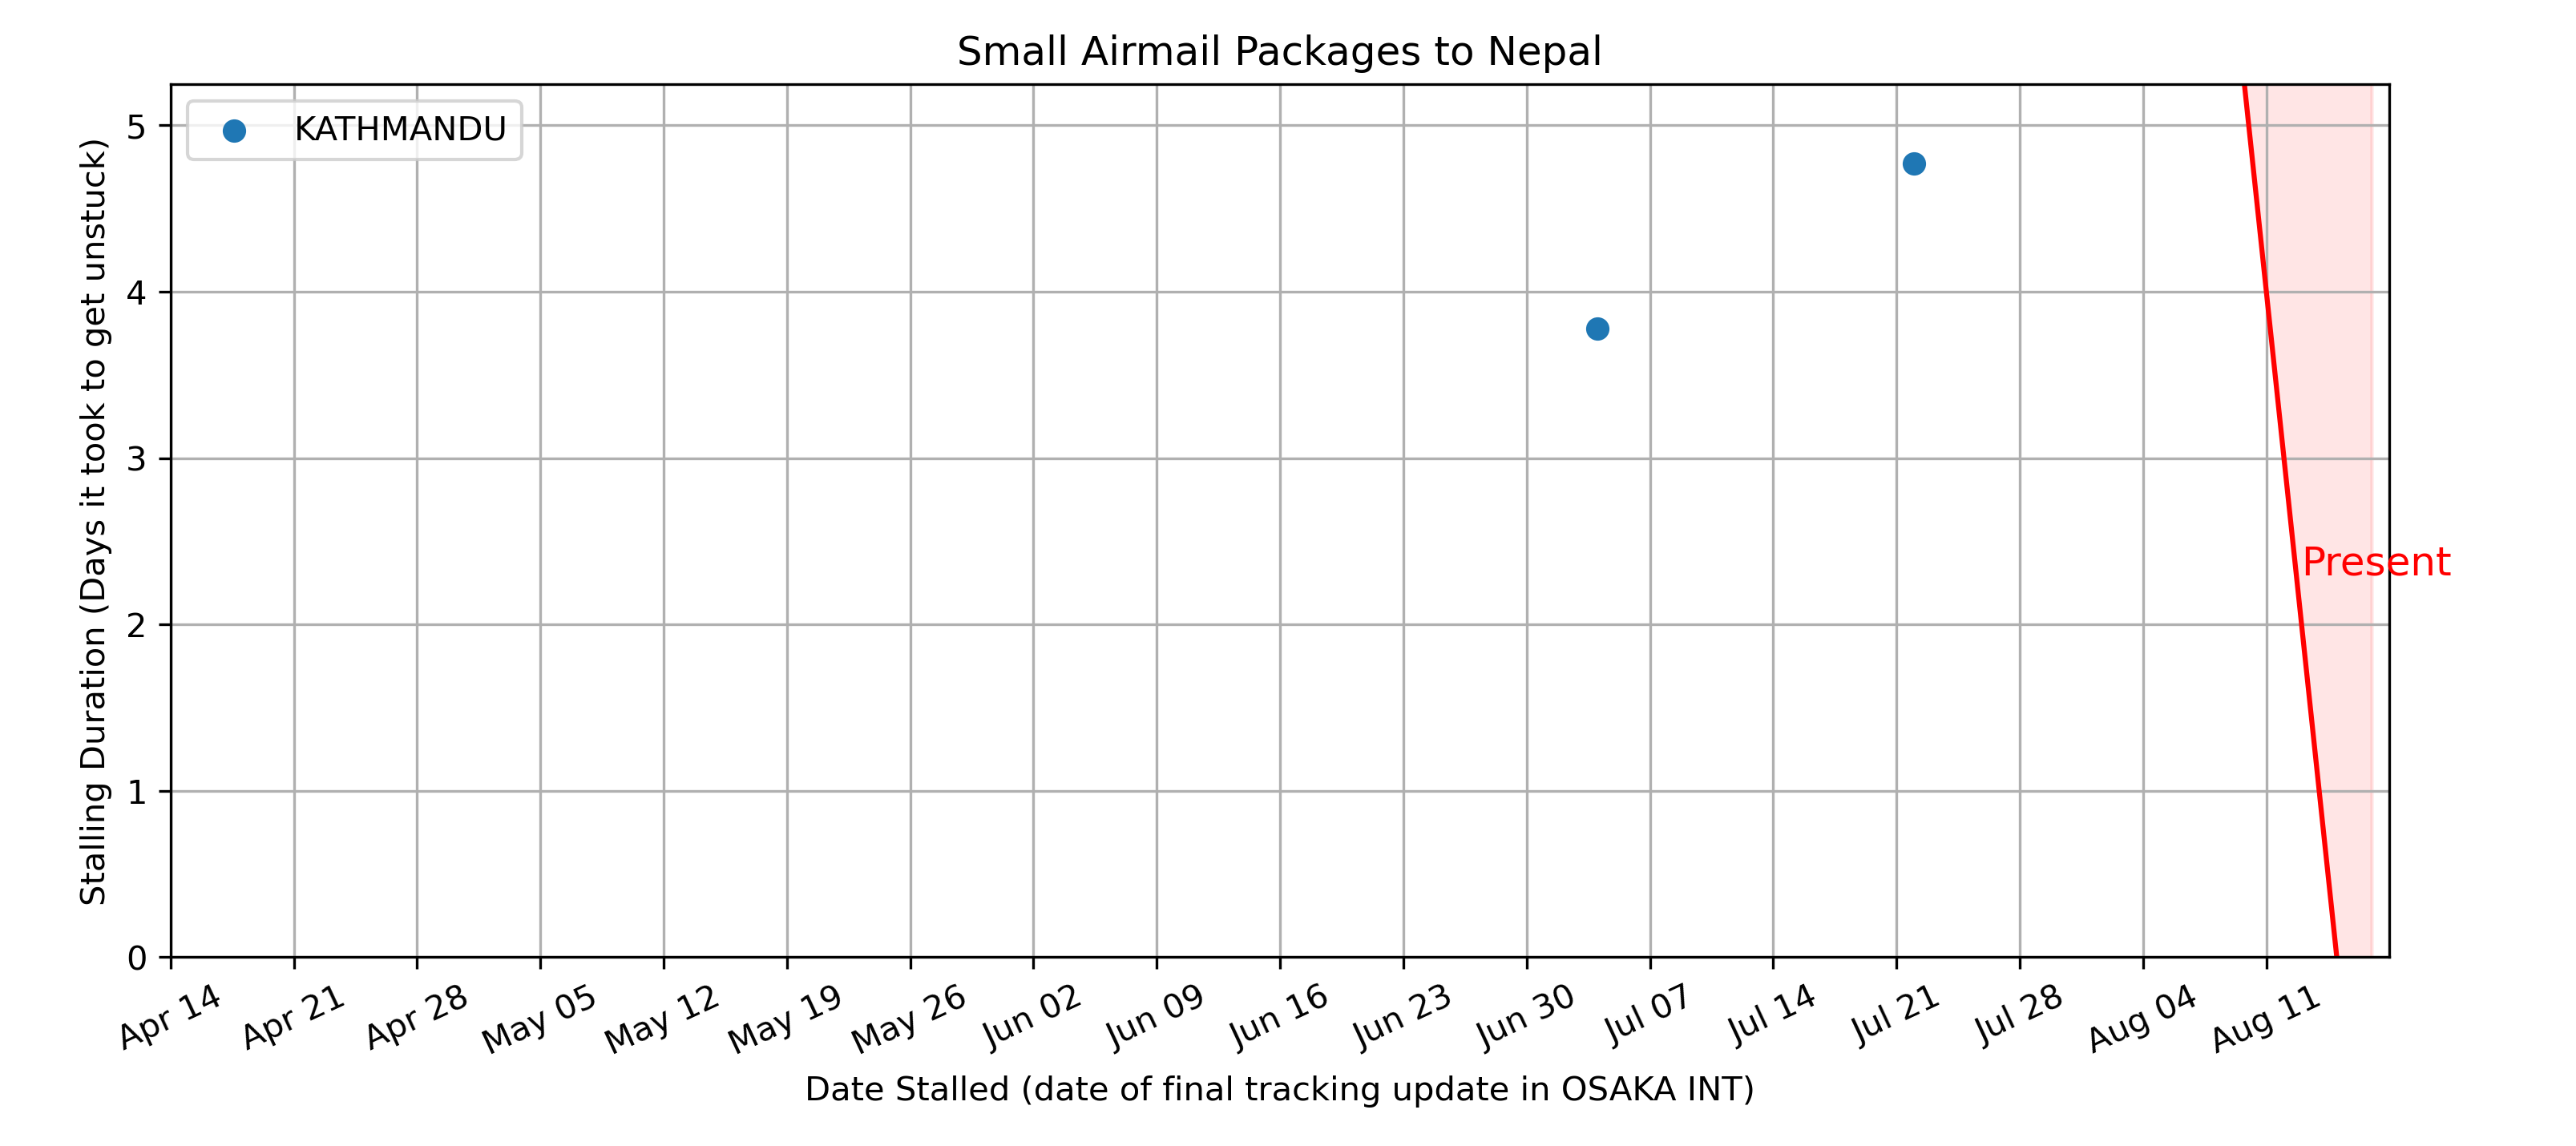 Small Airmail Packages to Nepal
KATHMANDU
Stalling Duration (Days it took to get unstuck)
5
4
3
2
1
0
Present
Apr 14 Apr 21 Apr 28 May 05 May 12 May 19 May 26 Jun 02 Jun 09 Jun 16 Jun 23 Jun 30 Jul 07 Jul 14 Jul 21 Jul 28 Aug 04 Aug 11
Date Stalled (date of final tracking update in OSAKA INT)